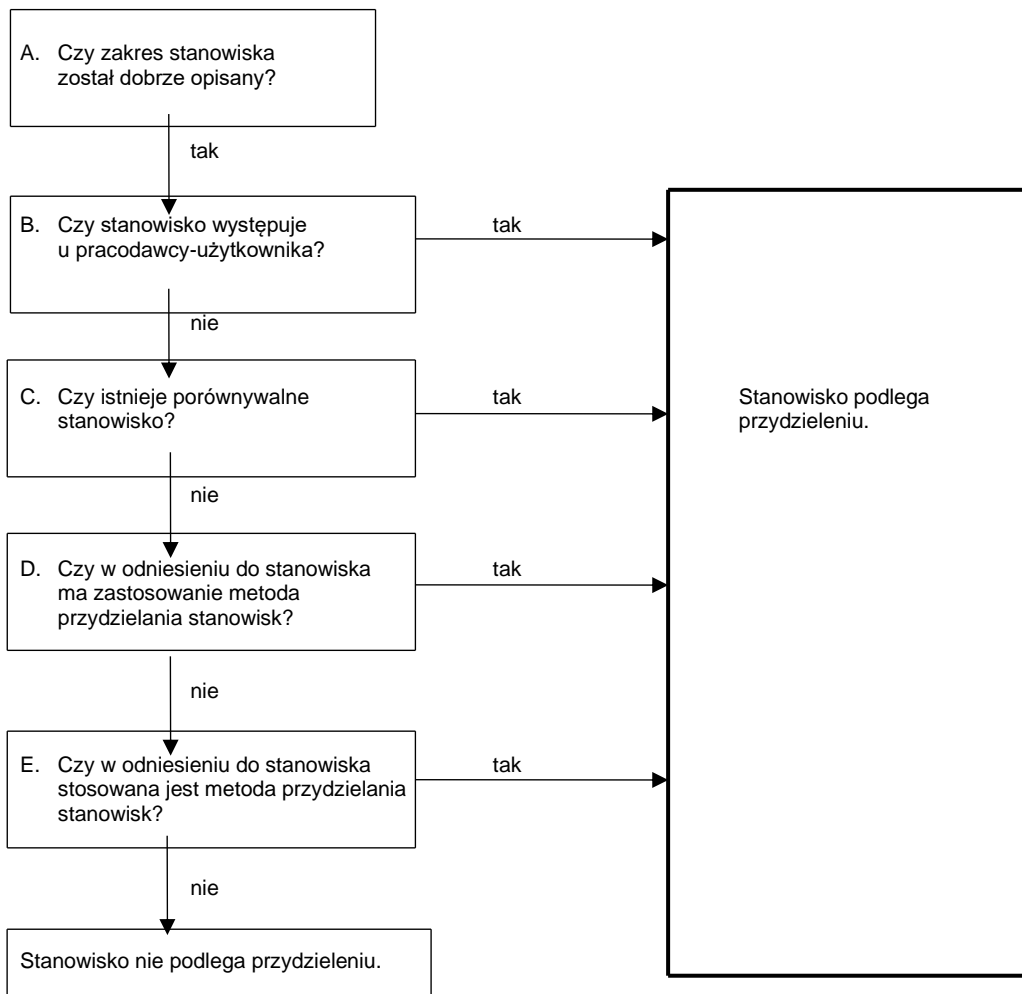 A. Czy zakres stanowiska
został dobrze opisany?
tak
B. Czy stanowisko występuje
u pracodawcy-użytkownika?
tak
nie
C. Czy istnieje porównywalne
stanowisko?
tak
Stanowisko podlega
przydzieleniu.
nie
D. Czy w odniesieniu do stanowiska
ma zastosowanie metoda
przydzielania stanowisk?
tak
nie
E. Czy w odniesieniu do stanowiska
stosowana jest metoda przydzielania
stanowisk?
tak
nie
Stanowisko nie podlega przydzieleniu.